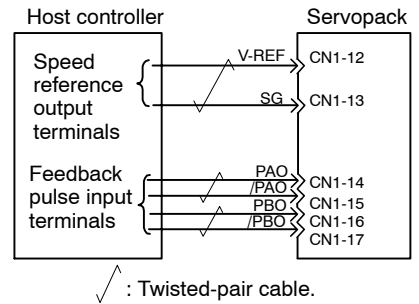 Host controller
Servopack
Speed
reference
output
terminals
V-REF
CN1-12
SG
CN1-13
Feedback
pulse input
terminals
PAO
/PAO
PBO
/PBO
CN1-14
CN1-15
CN1-16
CN1-17
: Twisted-pair cable.